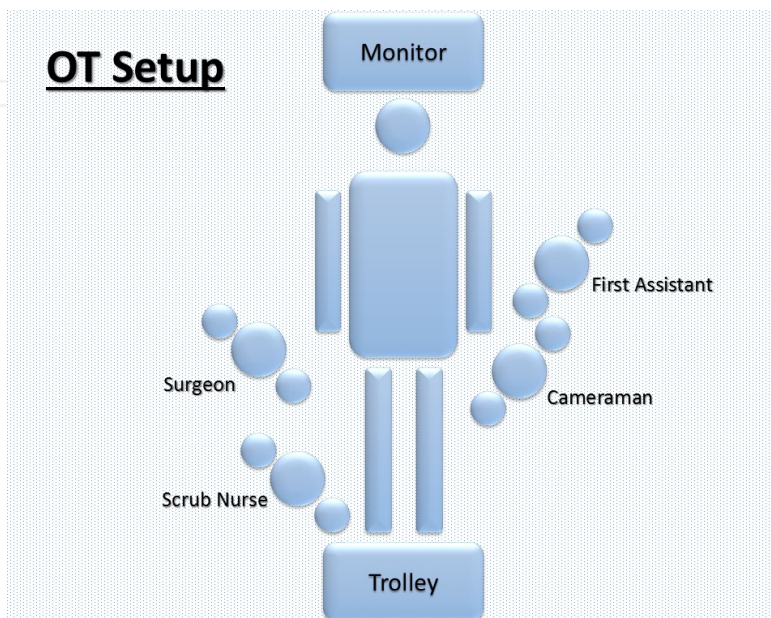 OT Setup
Monitor
First Assistant
Surgeon
Cameraman
Scrub Nurse
Trolley